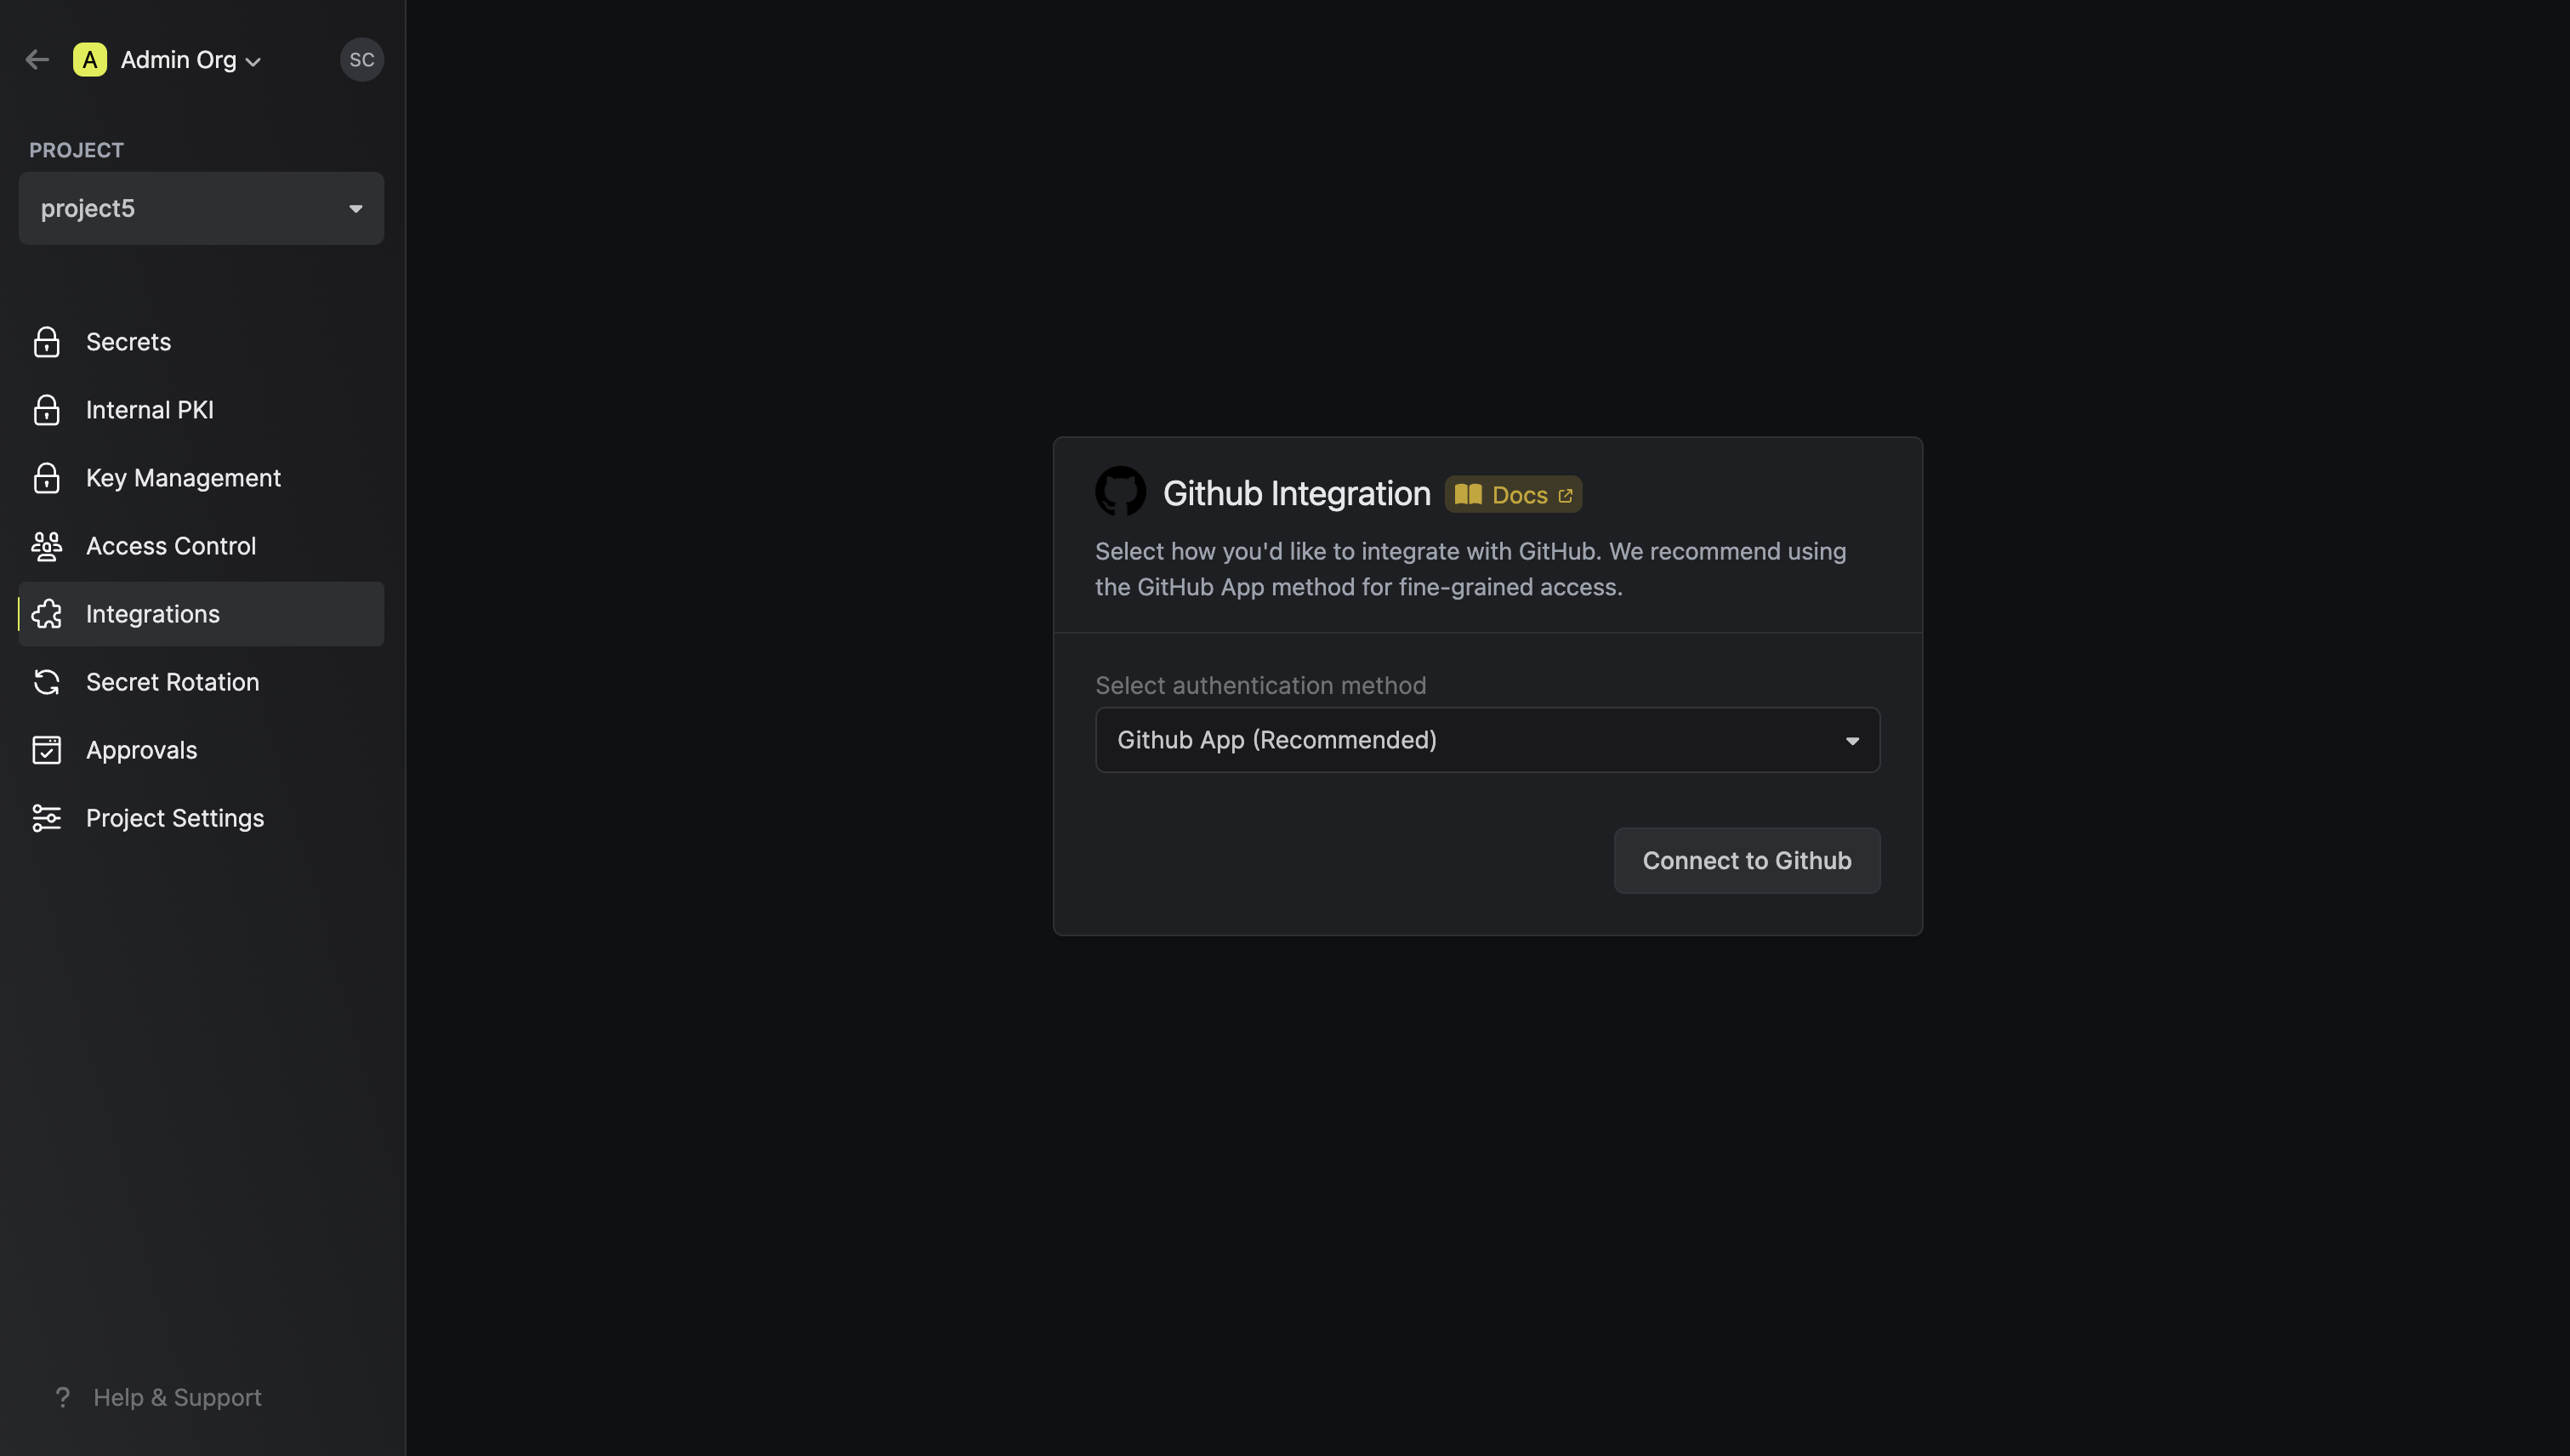 A Admin Org
SC
PROJECT
project5
Secrets
Internal PKI
Key Management
Access Control
Integrations
Secret Rotation
Approvals
Project Settings
? Help & Support
Github Integration Docs
Select how you'd like to integrate with GitHub. We recommend using
the GitHub App method for fine-grained access.
Select authentication method
Github App (Recommended)
Connect to Github